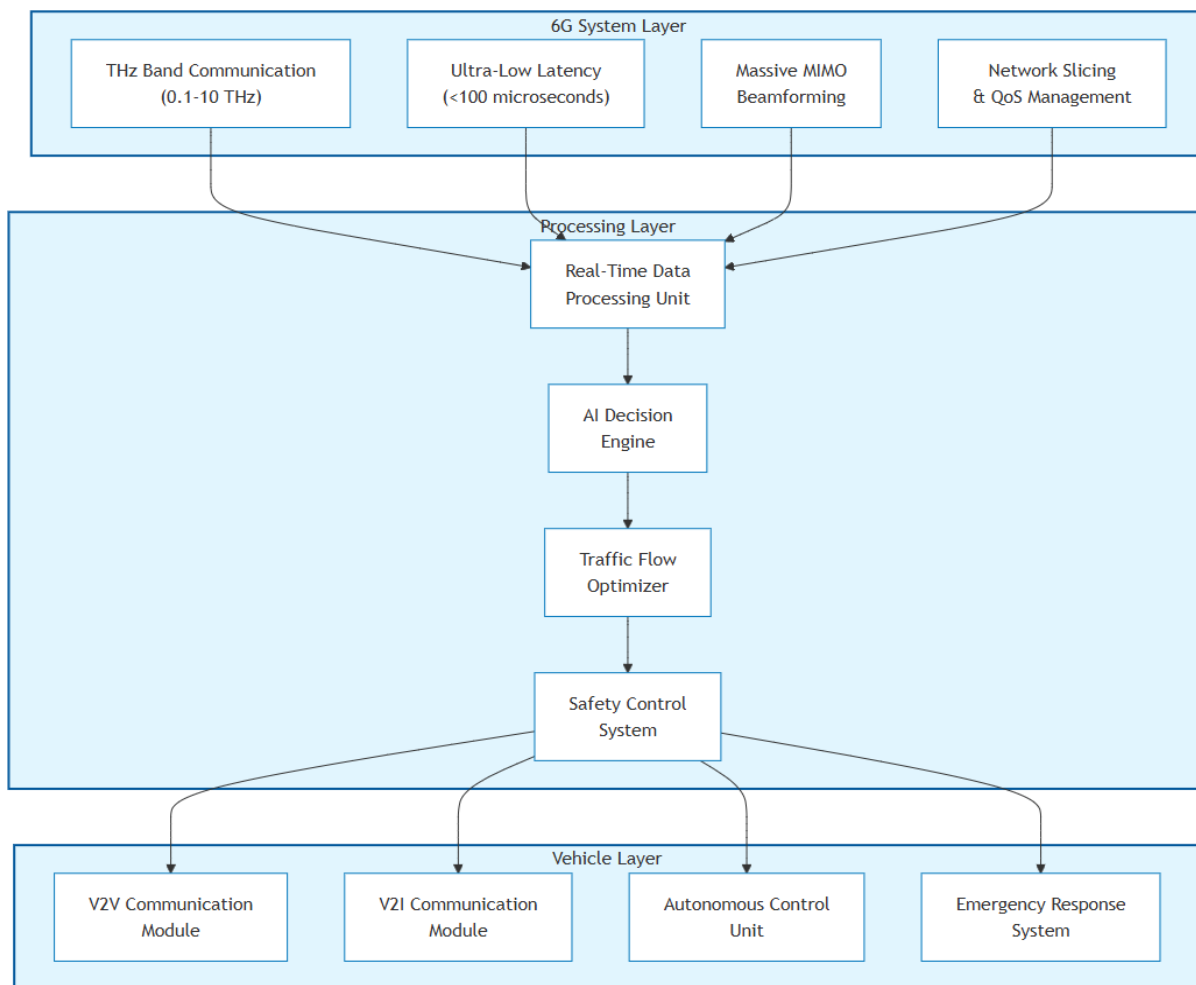 6G System Layer
THz Band Communication
(0.1-10 THz)
Ultra-Low Latency
(<100 microseconds)
Massive MIMO
Beamforming
Network Slicing
& QoS Management
Processing Layer
Real-Time Data
Processing Unit
AI Decision
Engine
Traffic Flow
Optimizer
Safety Control
System
Vehicle Layer
V2V Communication
Module
V2I Communication
Module
Autonomous Control
Unit
Emergency Response
System